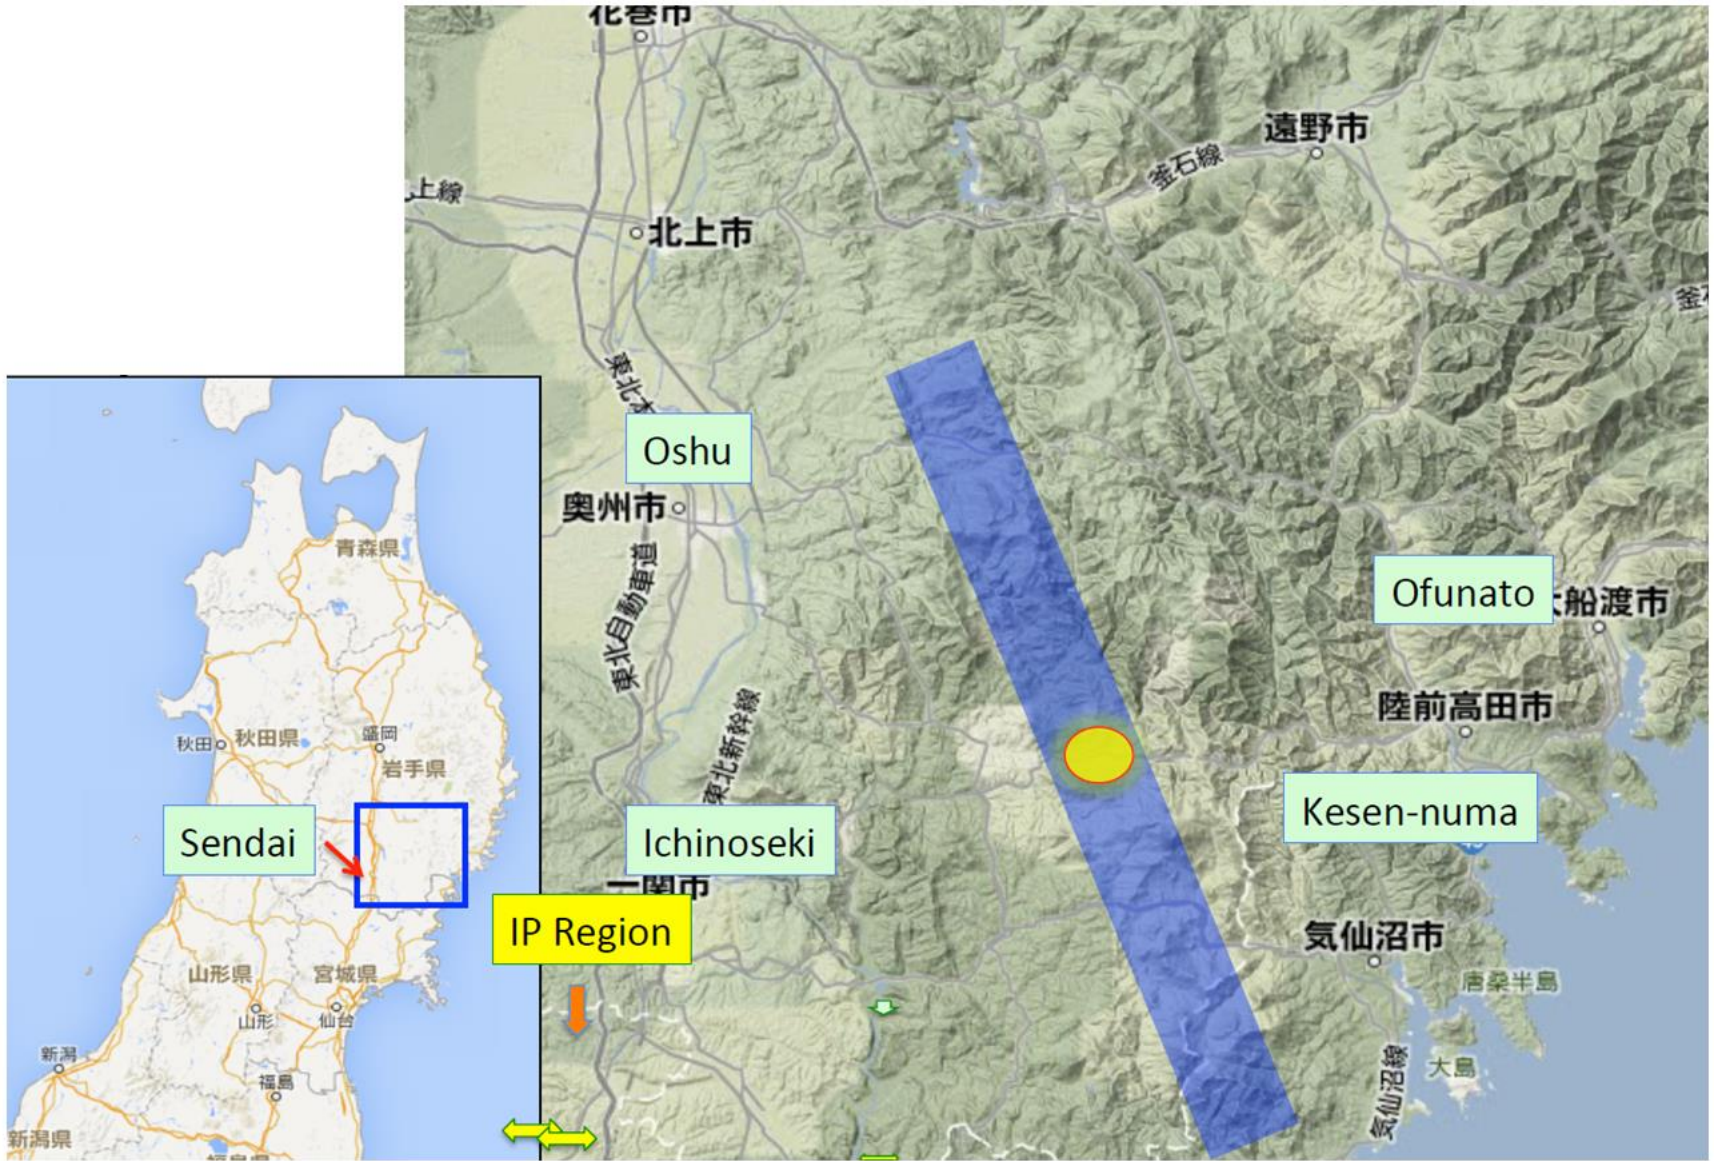 花巻市
遠野市
釜石線
上線
北上市
釜石
東北本
Oshu
奥州市
東北自動車道
Ofunato
大船渡市
陸前高田市
東北新幹線
Kesen-numa
Ichinoseki
一関市
IP Region
気仙沼市
唐桑半島
大島
気仙沼線
青森県
秋田
秋田県
盛岡
岩手県
Sendai
山形県
宮城県
山形
仙台
新潟
福島
新潟県
福島県